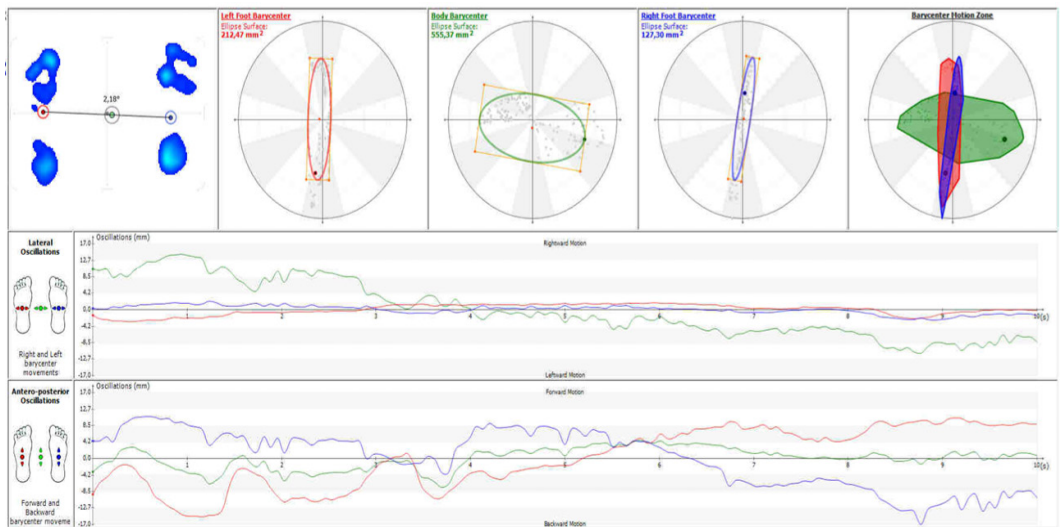 2,18°
Left Foot Barycenter
Ellipse Surface:
212,47 mm²
Body Barycenter
Ellipse Surface:
555,37 mm²
Right Foot Barycenter
Ellipse Surface:
127,30 mm²
Barycenter Motion Zone
Lateral
Oscillations
Right and Left
barycenter
movements
Oscillations (mm)
Rightward Motion
17.0
12.7
8.5
4.2
0.0
-4.2
-8.5
-12.7
-17.0
1 2 3 4 5 6 7 8 9 10(s)
Leftward Motion
Antero-posterior
Oscillations
Forward and
Backward
barycenter moveme
Oscillations (mm)
Forward Motion
17.0
12.7
8.5
4.2
0.0
-4.2
-8.5
-12.7
-17.0
1 2 3 4 5 6 7 8 9 10(s)
Backward Motion